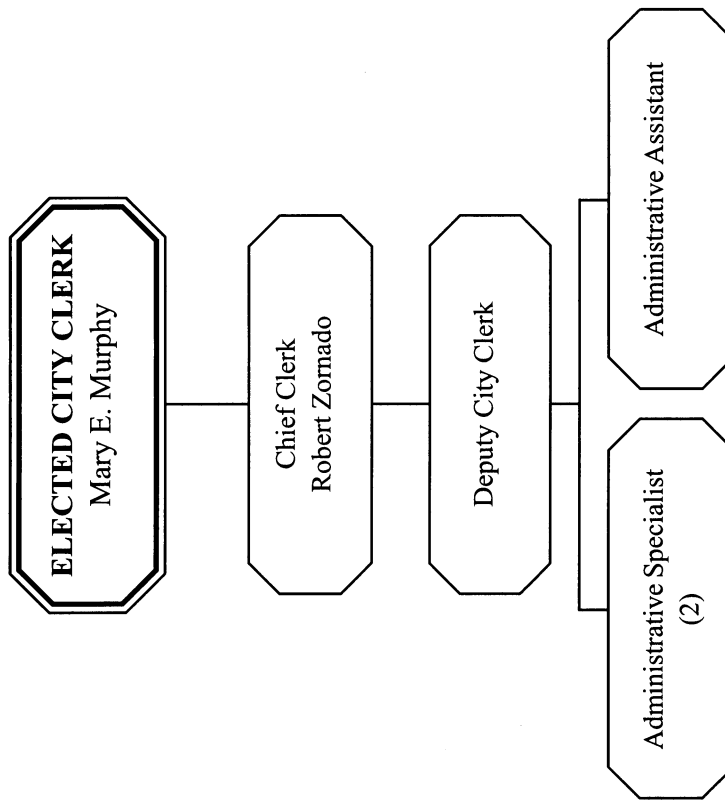 ELECTED CITY CLERK
Mary E. Murphy
Chief Clerk
Robert Zornado
Deputy City Clerk
Administrative Specialist
(2)
Administrative Assistant